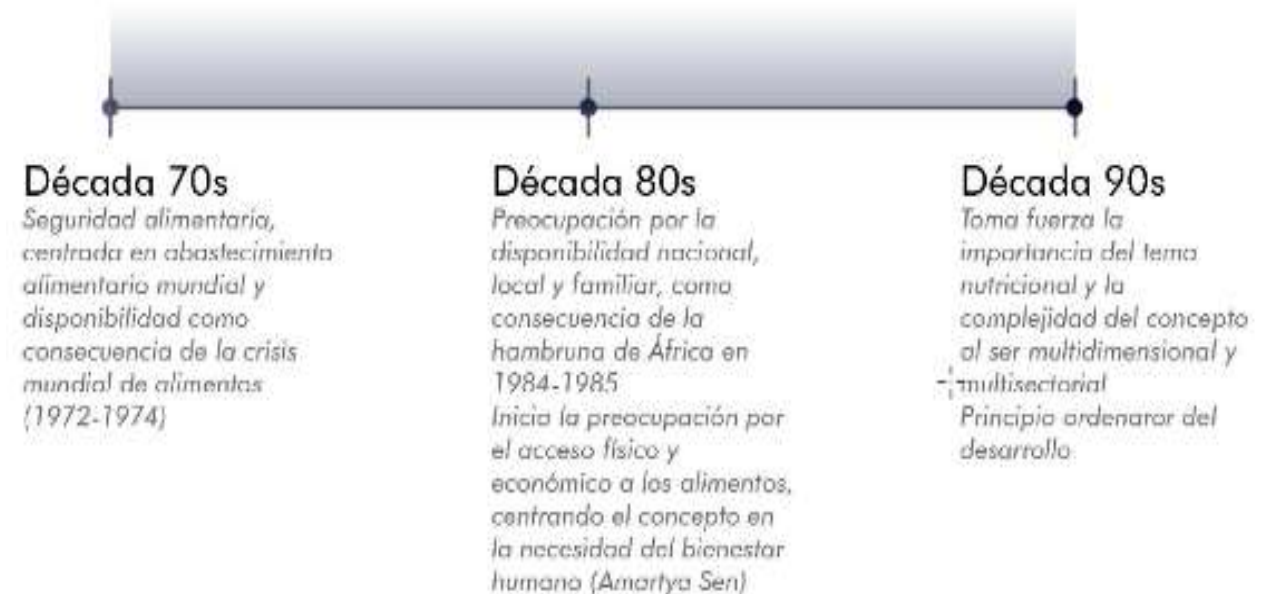 Década 70s
Seguridad alimentaria,
centrada en abastecimiento
alimentario mundial y
disponibilidad como
consecuencia de la crisis
mundial de alimentos
(1972-1974)
Década 80s
Preocupación por la
disponibilidad nacional,
local y familiar, como
consecuencia de la
hambruna de África en
1984-1985
Inicia la preocupación por
el acceso físico y
económico a los alimentos,
centrando el concepto en
la necesidad del bienestar
humano (Amartya Sen)
Década 90s
Toma fuerza la
importancia del tema
nutricional y la
complejidad del concepto
al ser multidimensional y
multisectorial
Principio ordenaror del
desarrollo